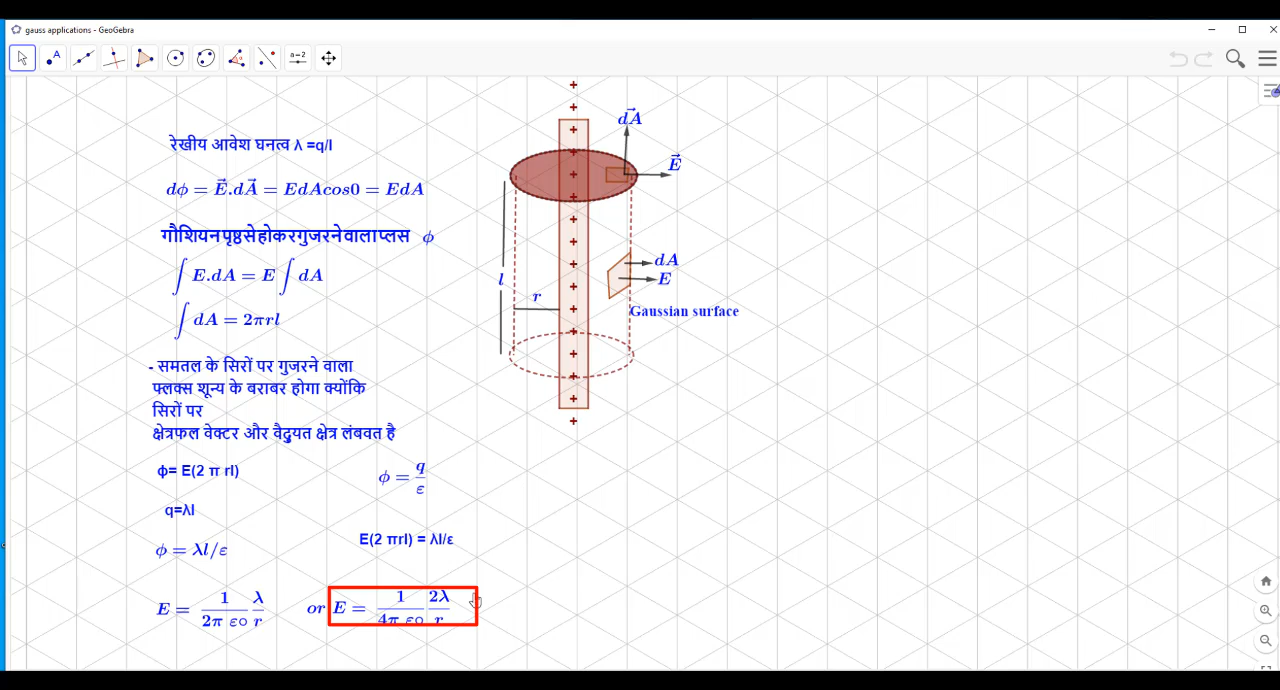 gauss applications - GeoGebra
A
a=2
रेखीय आवेश घनत्व λ =q/l
dϕ = E⃗.dA⃗ = EdAcos0 = EdA
गौशियनपृष्ठसेहोकरगुजरनेवालाप्लस ϕ
∫ E.dA = E ∫ dA
∫ dA = 2πrl
- समतल के सिरों पर गुजरने वाला
फ्लक्स शून्य के बराबर होगा क्योंकि
सिरों पर
क्षेत्रफल वेक्टर और वैद्युयत क्षेत्र लंबवत है
ϕ= E(2 π rl)
ϕ = q/ε
q=λl
E(2 πrl) = λl/ε
ϕ = λl/ε
E = 1/2π ε○ λ/r or E = 1/4π ε○ 2λ/r
dA⃗
E⃗
l
r
dA
E
Gaussian surface